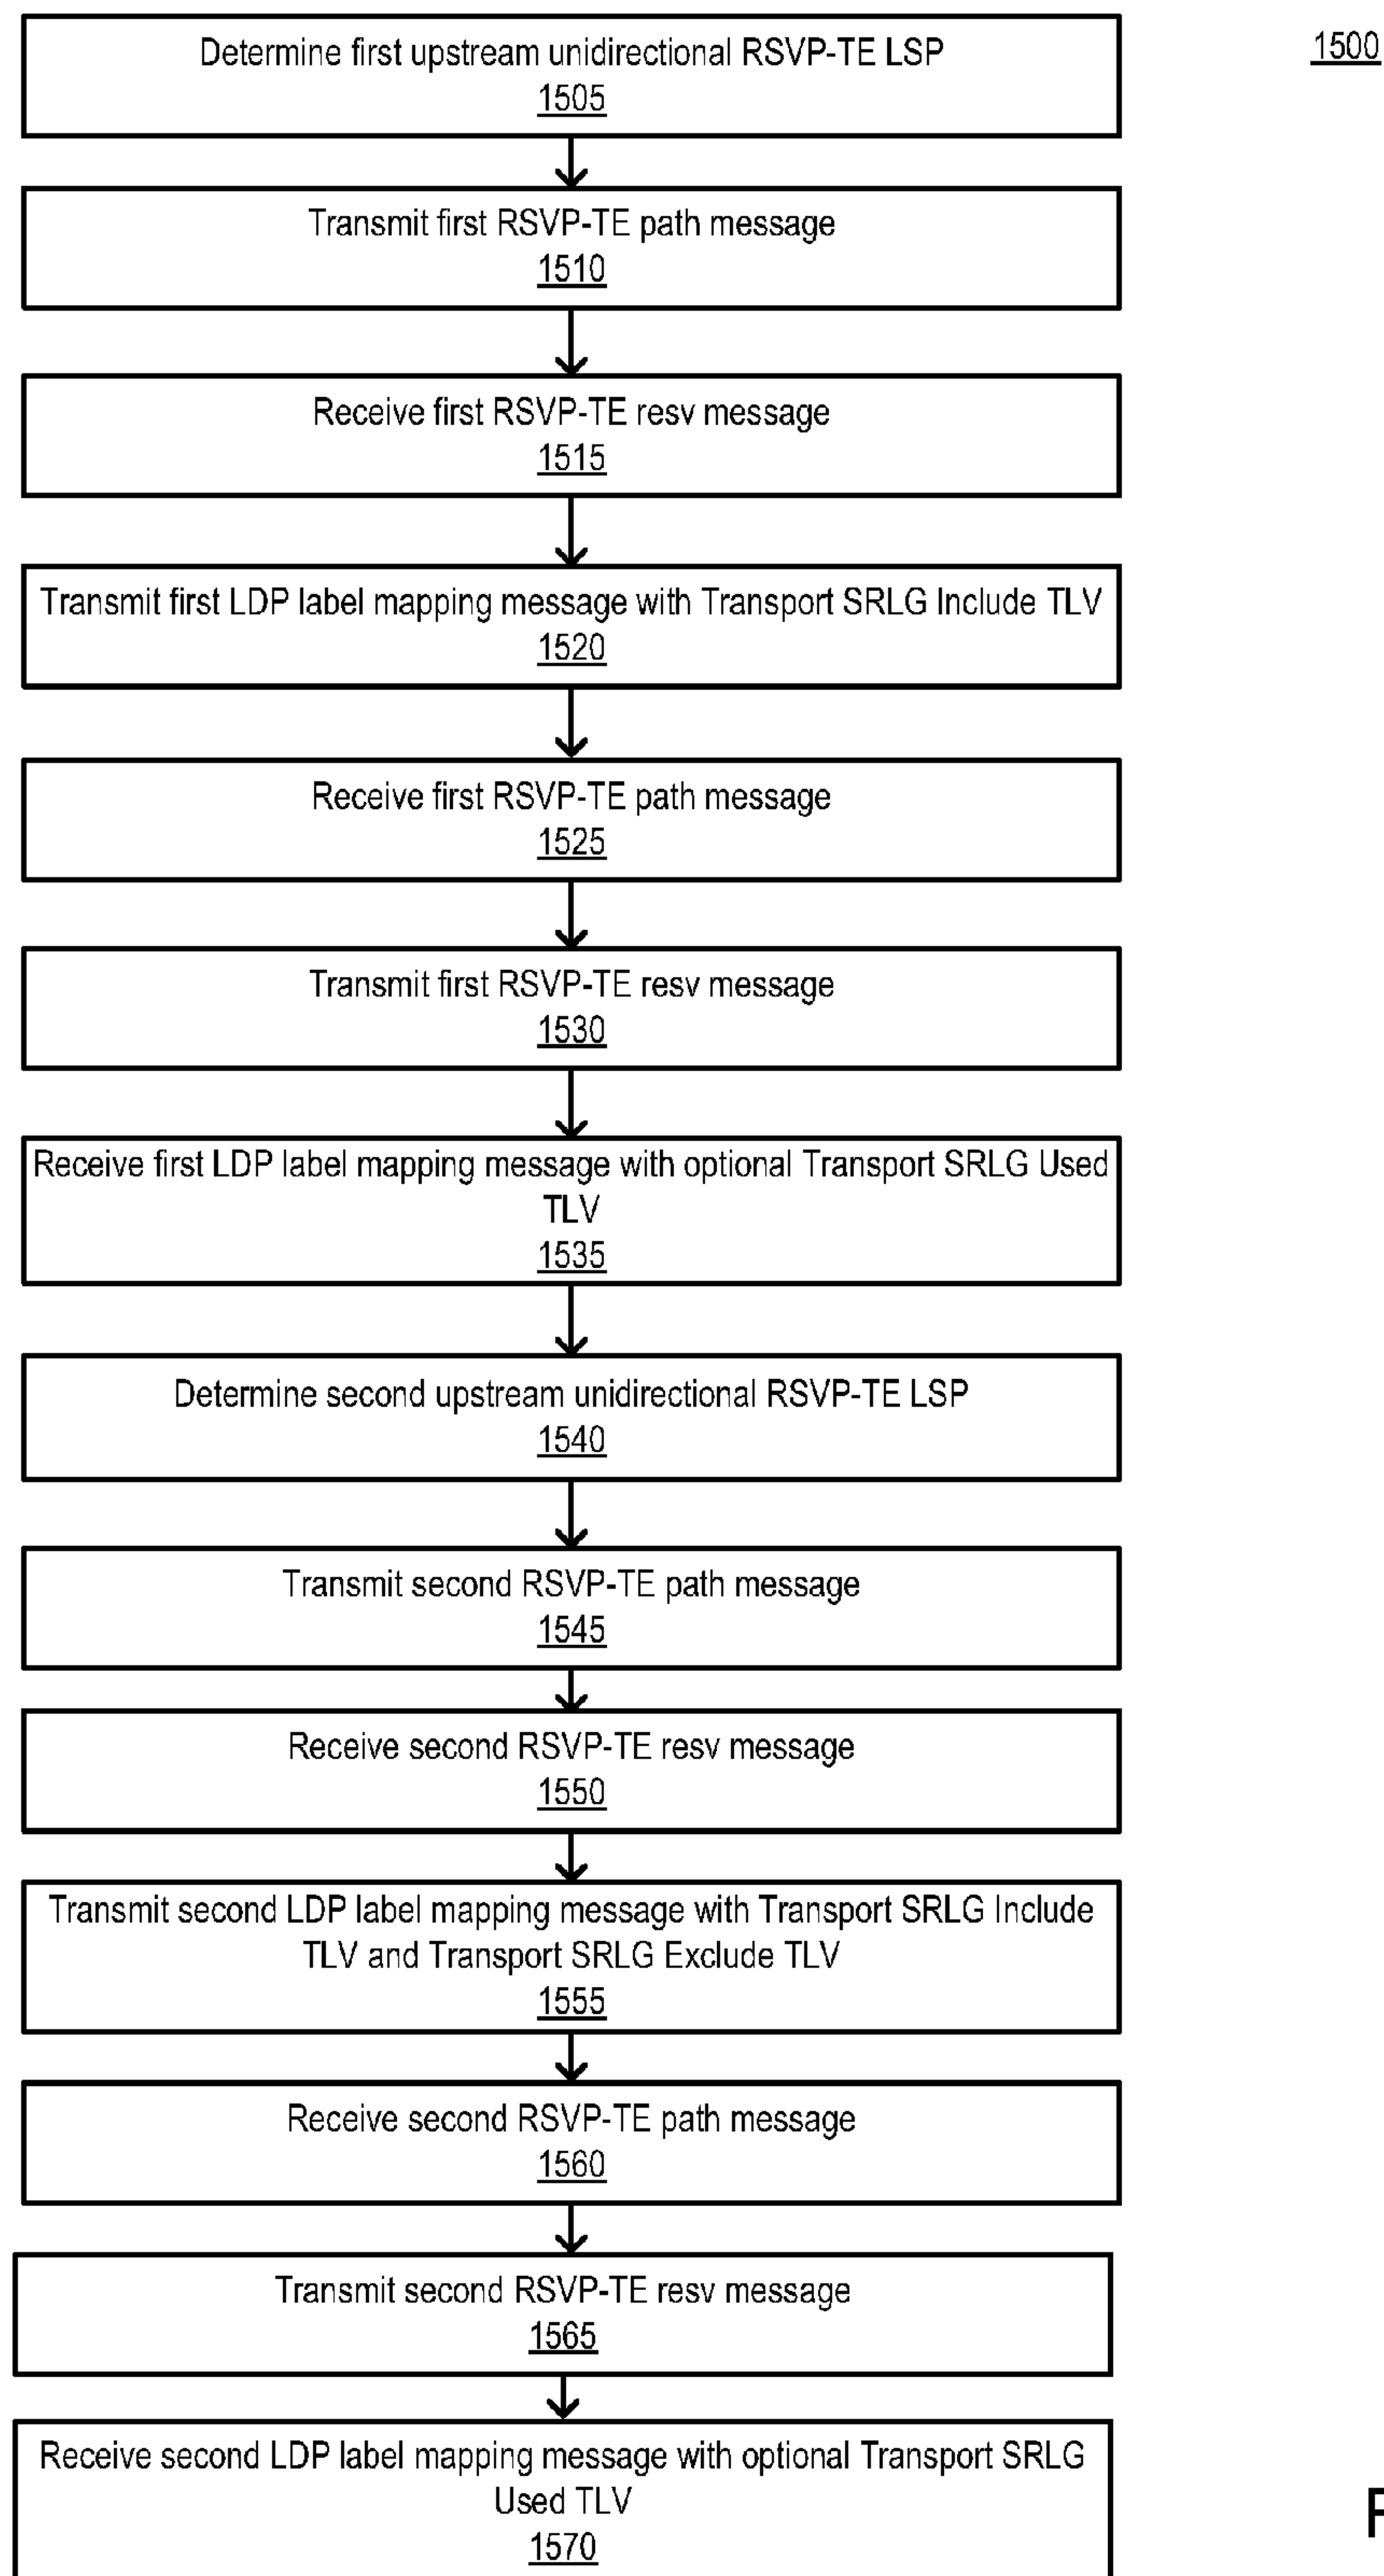 Determine first upstream unidirectional RSVP-TE LSP
1505
1500
Transmit first RSVP-TE path message
1510
Receive first RSVP-TE resv message
1515
Transmit first LDP label mapping message with Transport SRLG Include TLV
1520
Receive first RSVP-TE path message
1525
Transmit first RSVP-TE resv message
1530
Receive first LDP label mapping message with optional Transport SRLG Used
TLV
1535
Determine second upstream unidirectional RSVP-TE LSP
1540
Transmit second RSVP-TE path message
1545
Receive second RSVP-TE resv message
1550
Transmit second LDP label mapping message with Transport SRLG Include
TLV and Transport SRLG Exclude TLV
1555
Receive second RSVP-TE path message
1560
Transmit second RSVP-TE resv message
1565
Receive second LDP label mapping message with optional Transport SRLG
Used TLV
1570